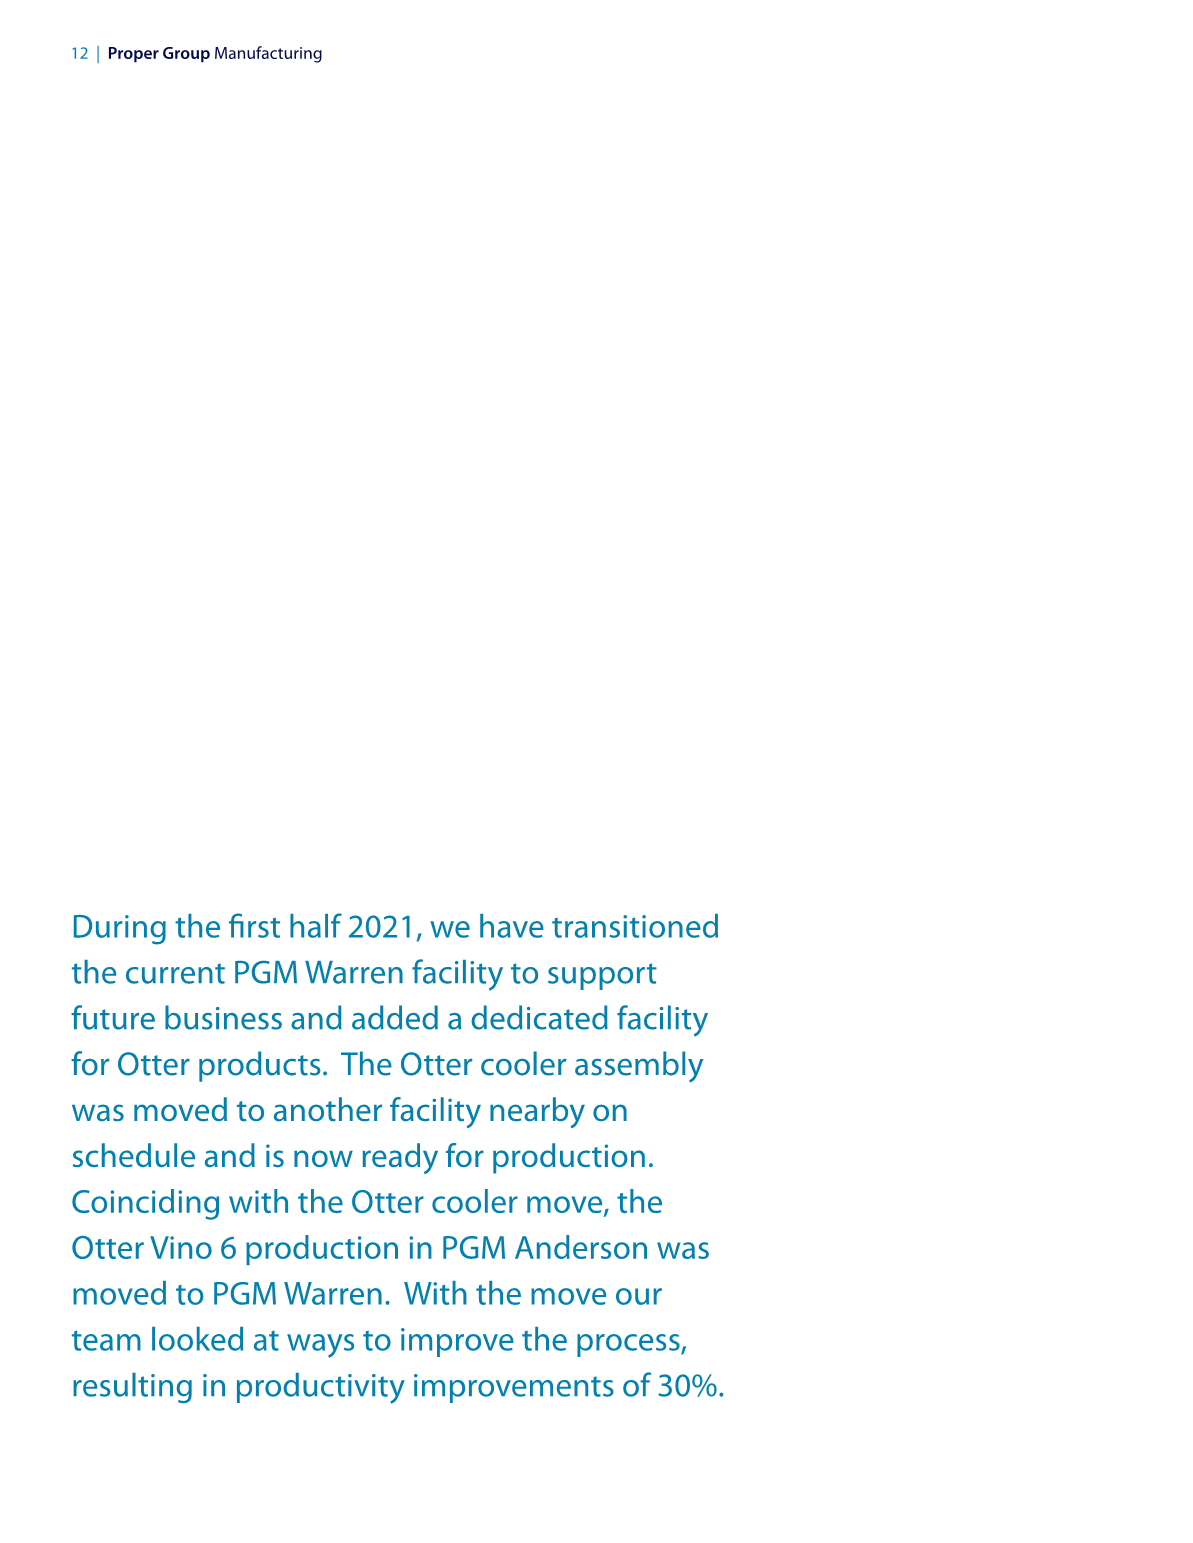 12 | Proper Group Manufacturing
During the first half 2021, we have transitioned
the current PGM Warren facility to support
future business and added a dedicated facility
for Otter products.  The Otter cooler assembly
was moved to another facility nearby on
schedule and is now ready for production.
Coinciding with the Otter cooler move, the
Otter Vino 6 production in PGM Anderson was
moved to PGM Warren.  With the move our
team looked at ways to improve the process,
resulting in productivity improvements of 30%.